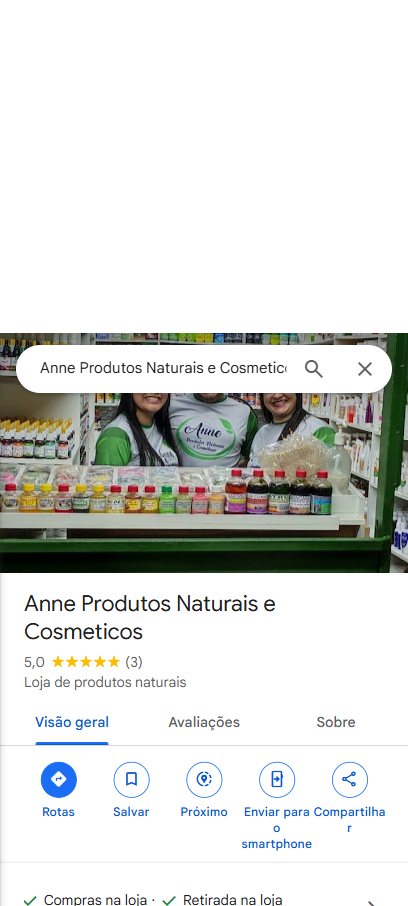 Anne Produtos Naturais e Cosmetic
Anne
Produtos Naturais
e Cosmeticos
Anne Produtos Naturais e
Cosmeticos
5,0 ★★★★★ (3)
Loja de produtos naturais
Visão geral Avaliações Sobre
Rotas Salvar Próximo Enviar para o smartphone Compartilhar
Compras na loja · Retirada na loja